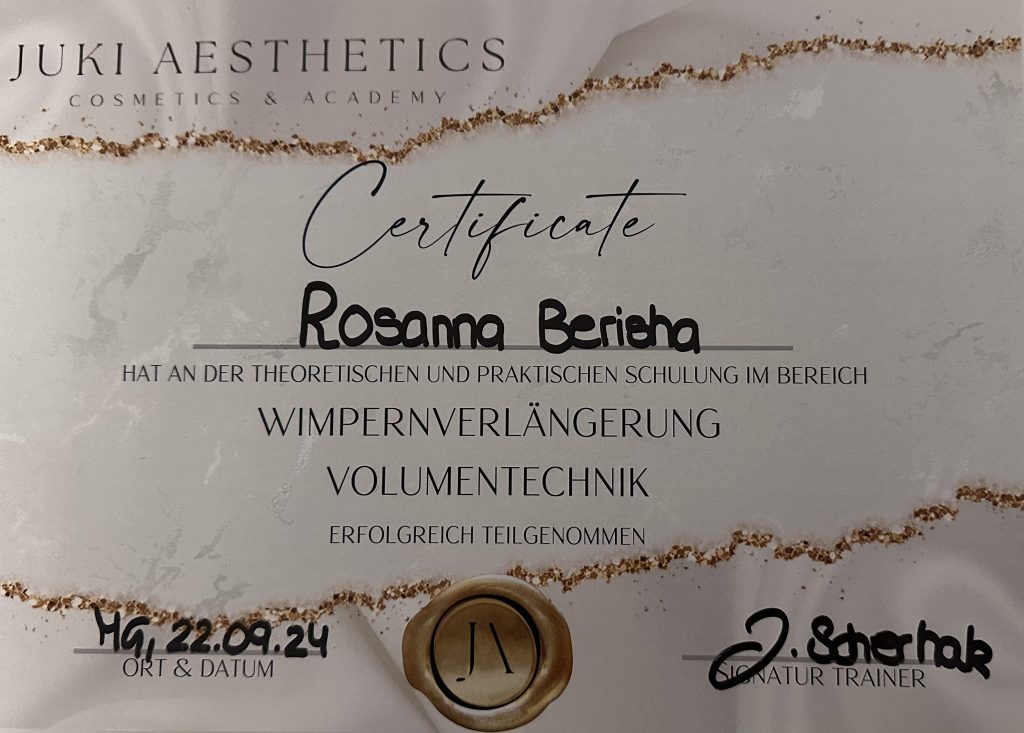 JUKI AESTHETICS
COSMETICS & ACADEMY
Certificate
Rosanna Berisha
HAT AN DER THEORETISCHEN UND PRAKTISCHEN SCHULUNG IM BEREICH
WIMPERNVERLÄNGERUNG
VOLUMENTECHNIK
ERFOLGREICH TEILGENOMMEN
MG, 22.09.24
ORT & DATUM
JA
J. Scherhak
SIGNATUR TRAINER